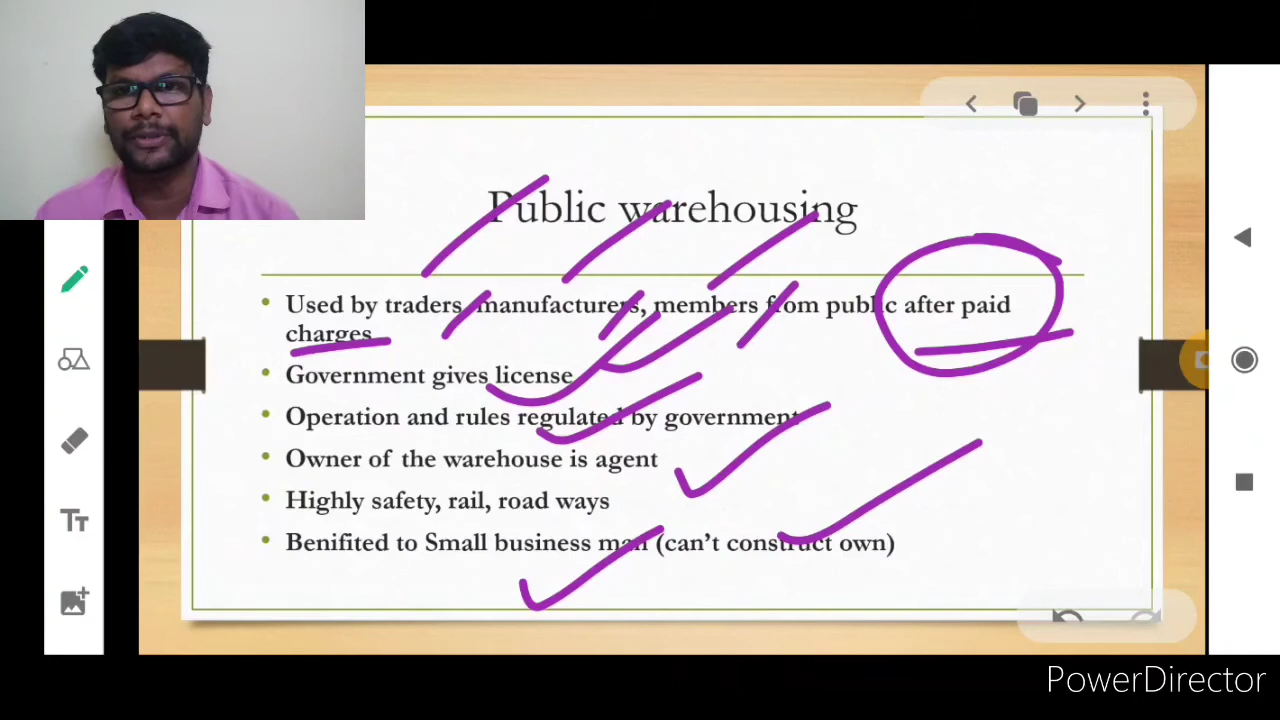 Public warehousing
• Used by traders, manufacturers, members from public after paid
charges
• Government gives license
• Operation and rules regulated by government
• Owner of the warehouse is agent
• Highly safety, rail, road ways
• Benifited to Small business man (can't construct own)
TT
PowerDirector